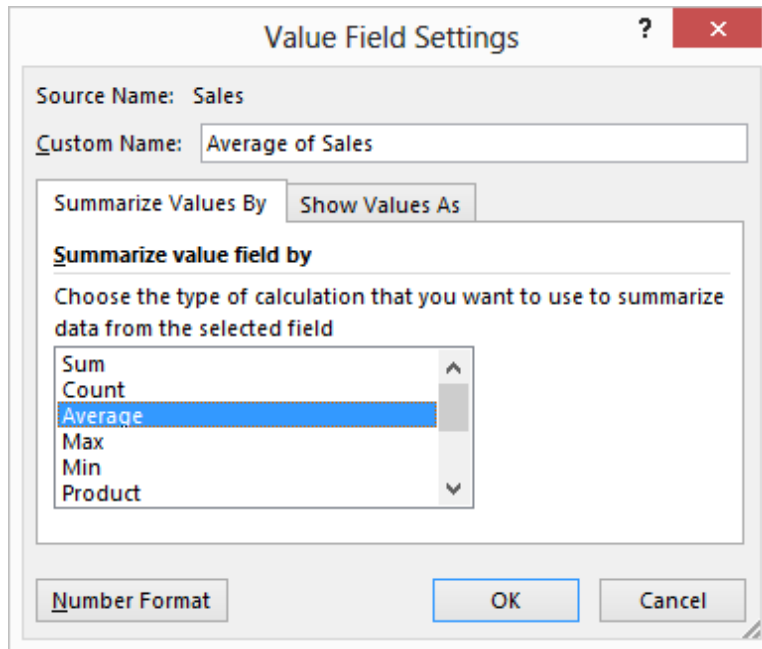 Value Field Settings ?
Source Name: Sales
Custom Name: Average of Sales
Summarize Values By Show Values As
Summarize value field by
Choose the type of calculation that you want to use to summarize
data from the selected field
Sum
Count
Average
Max
Min
Product
Number Format OK Cancel